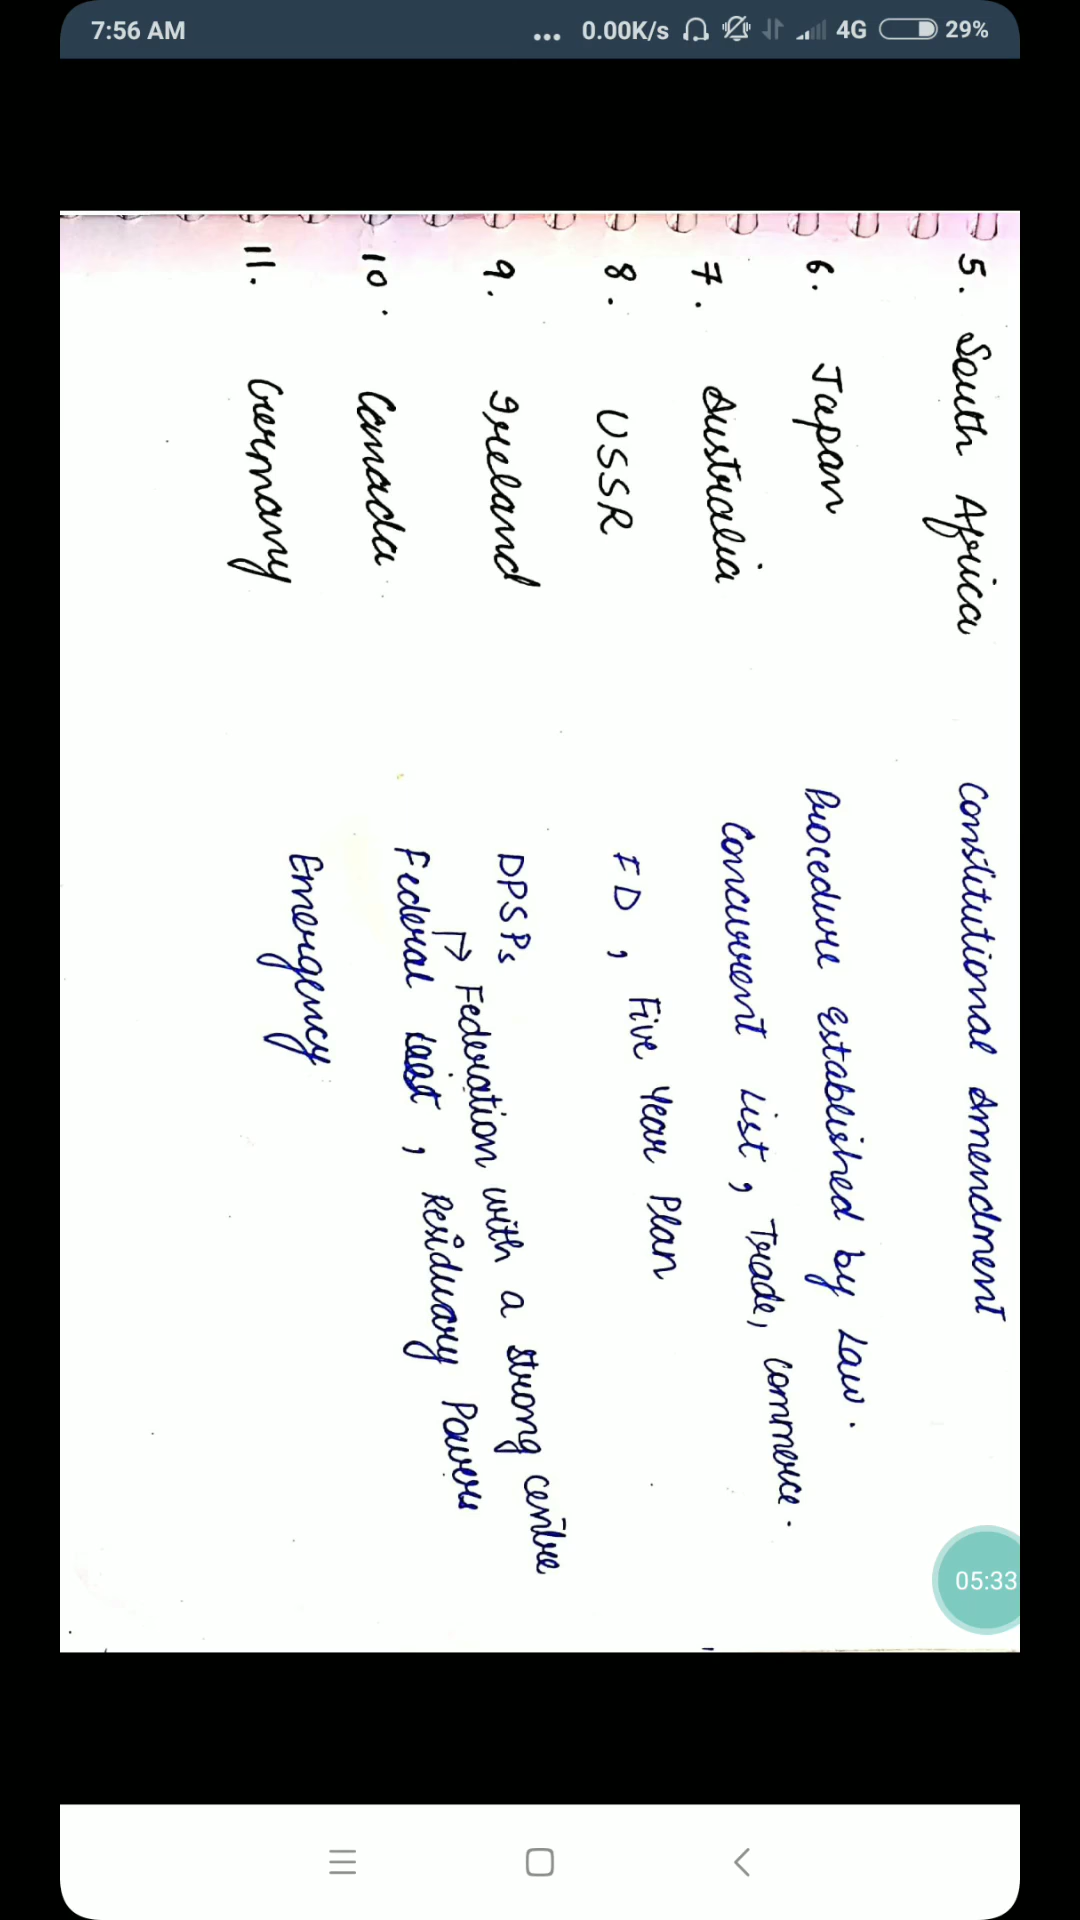 7:56 AM ... 0.00K/s 4G 29%
5. South Africa Constitutional Amendment
6. Japan Procedure Established by Law.
7. Australia Concurrent List, Trade, Commerce.
8. USSR FD, Five Year Plan
9. Ireland DPSPs
Federation with a strong centre
10. Canada Federal, Residuary Powers
11. Germany Emergency
05:33